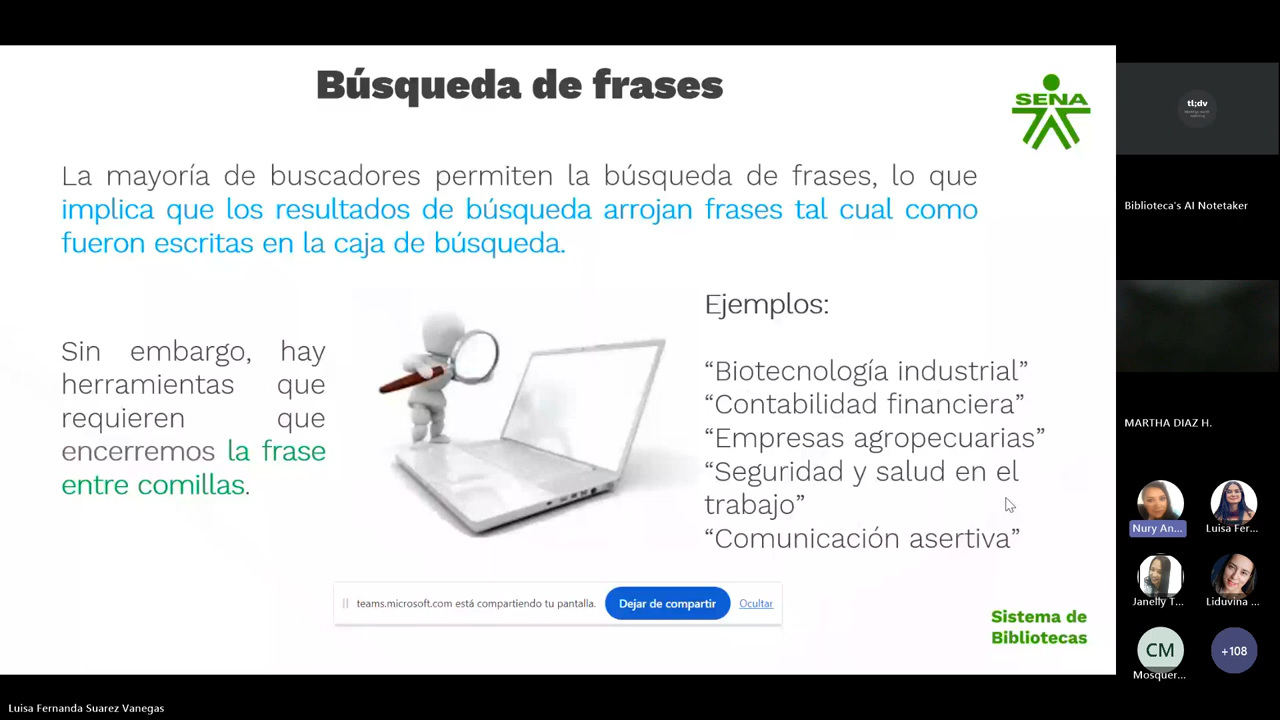 Búsqueda de frases
SENA
La mayoría de buscadores permiten la búsqueda de frases, lo que
implica que los resultados de búsqueda arrojan frases tal cual como
fueron escritas en la caja de búsqueda.
Sin embargo, hay
herramientas que
requieren que
encerremos la frase
entre comillas.
Ejemplos:
“Biotecnología industrial”
“Contabilidad financiera”
“Empresas agropecuarias”
“Seguridad y salud en el
trabajo”
“Comunicación asertiva”
teams.microsoft.com está compartiendo tu pantalla.
Dejar de compartir
Ocultar
Sistema de
Bibliotecas
tl;dv
Biblioteca's AI Notetaker
MARTHA DIAZ H.
Nury An...
Luisa Fer...
Janelly T...
Liduvina ...
CM
Mosquer...
+108
Luisa Fernanda Suarez Vanegas